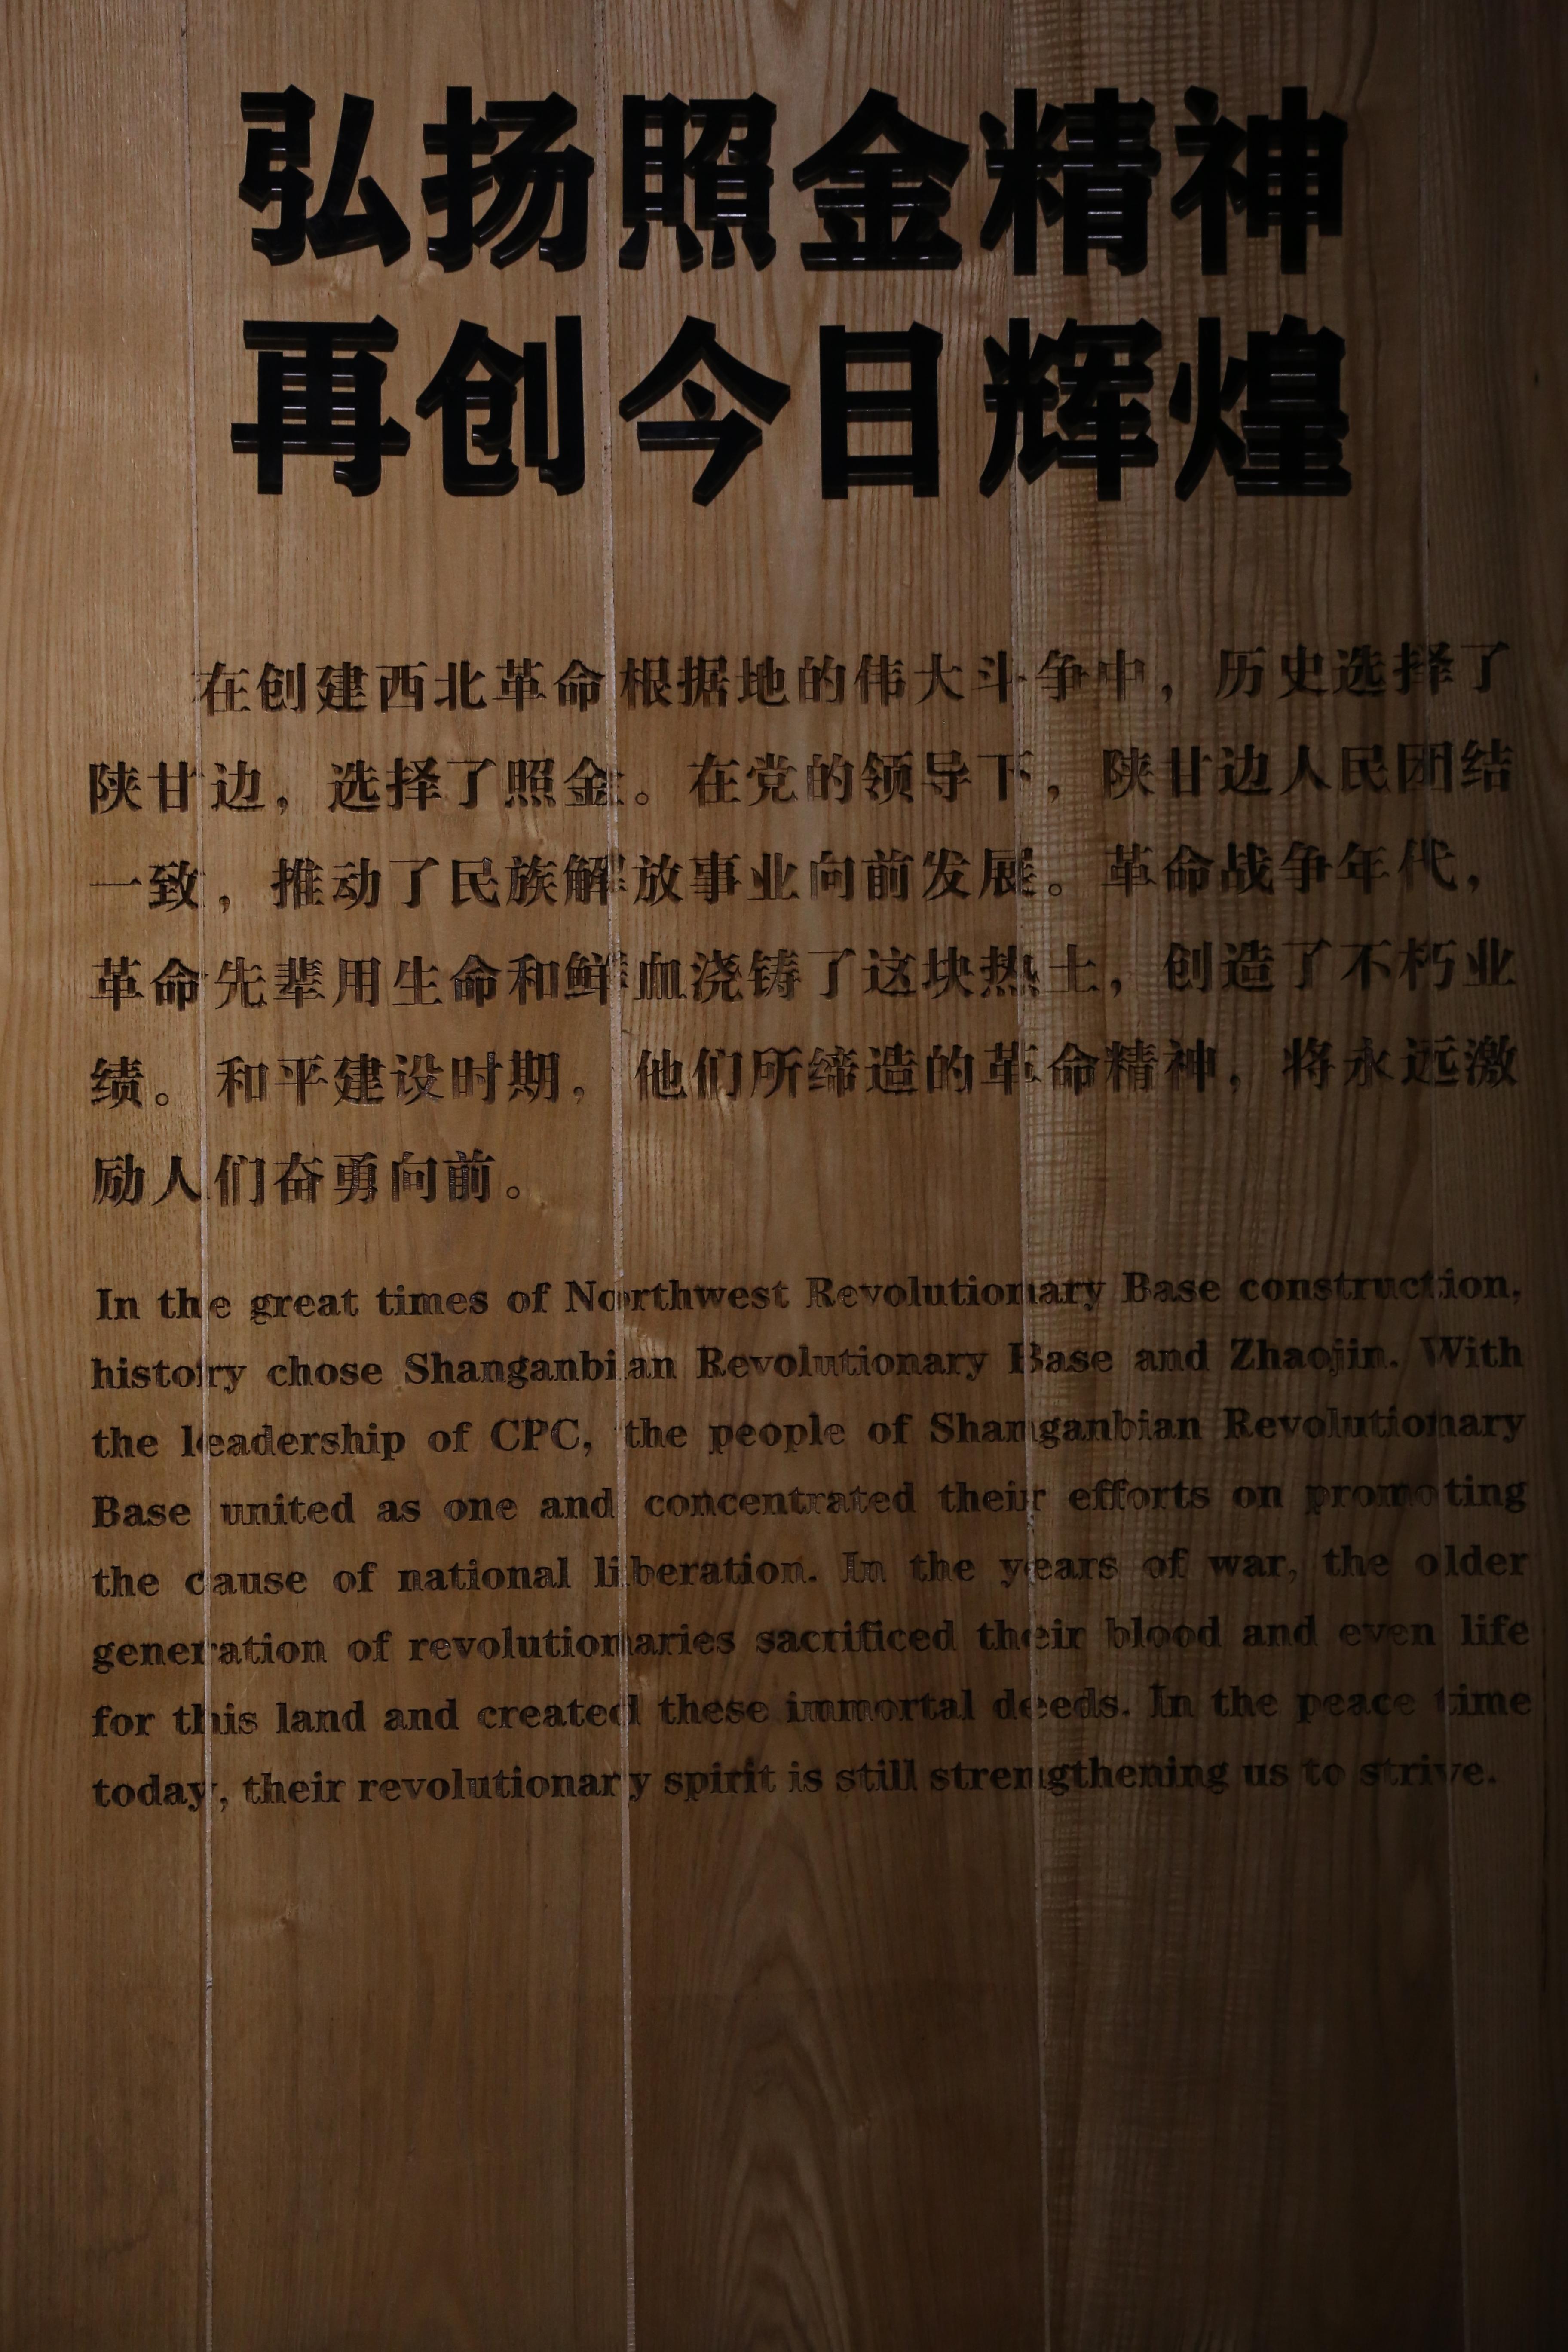 弘扬照金精神
再创今日辉煌
在创建西北革命根据地的伟大斗争中，历史选择了
陕甘边，选择了照金。在党的领导下，陕甘边人民团结
一致，推动了民族解放事业向前发展。革命战争年代，
革命先辈用生命和鲜血浇铸了这块热土，创造了不朽业
绩。和平建设时期，他们所缔造的革命精神，将永远激
励人们奋勇向前。
In the great times of Northwest Revolutionary Base construction,
history chose Shanganbian Revolutionary Base and Zhaojin. With
the leadership of CPC, the people of Shanganbian Revolutionary
Base united as one and concentrated their efforts on promoting
the cause of national liberation. In the years of war, the older
generation of revolutionaries sacrificed their blood and even life
for this land and created these immortal deeds. In the peace time
today, their revolutionary spirit is still strengthening us to strive.